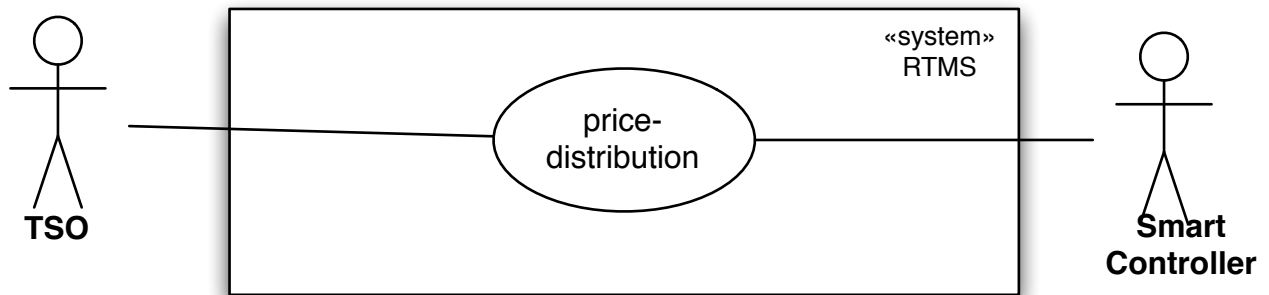 «system»
RTMS
price-
distribution
TSO
Smart
Controller